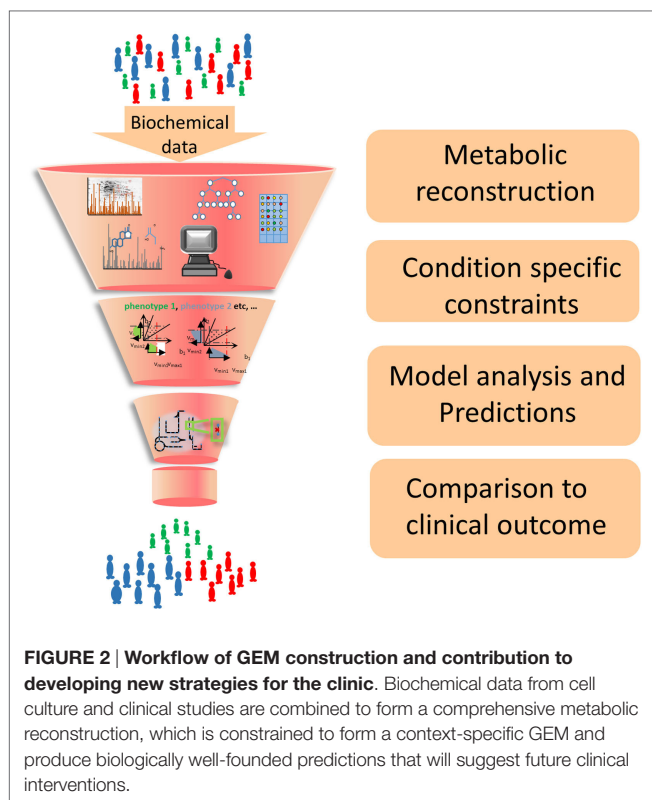 Biochemical
data
Metabolic
reconstruction
Condition specific
constraints
phenotype 1, phenotype 2 etc, ...
Model analysis and
Predictions
Comparison to
clinical outcome
FIGURE 2 | Workflow of GEM construction and contribution to
developing new strategies for the clinic. Biochemical data from cell
culture and clinical studies are combined to form a comprehensive metabolic
reconstruction, which is constrained to form a context-specific GEM and
produce biologically well-founded predictions that will suggest future clinical
interventions.